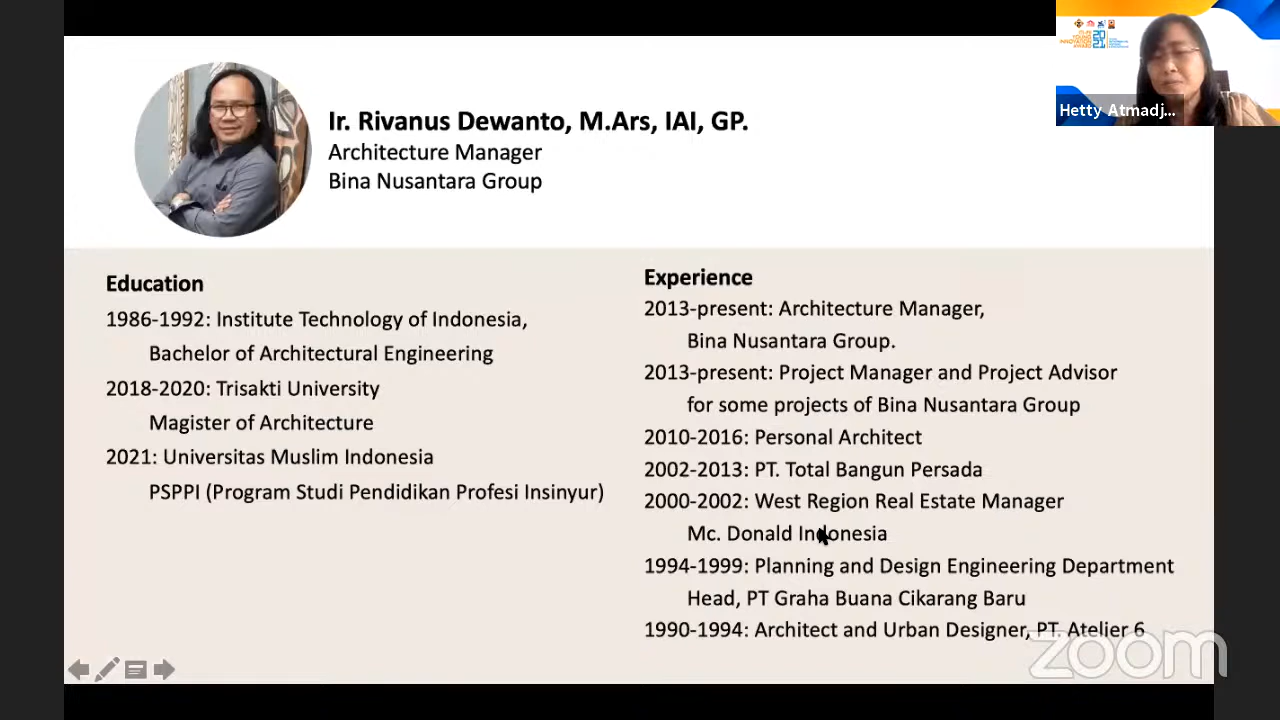 Ir. Rivanus Dewanto, M.Ars, IAI, GP.
Architecture Manager
Bina Nusantara Group
Hetty Atmadj...
Education
1986-1992: Institute Technology of Indonesia,
Bachelor of Architectural Engineering
2018-2020: Trisakti University
Magister of Architecture
2021: Universitas Muslim Indonesia
PSPPI (Program Studi Pendidikan Profesi Insinyur)
Experience
2013-present: Architecture Manager,
Bina Nusantara Group.
2013-present: Project Manager and Project Advisor
for some projects of Bina Nusantara Group
2010-2016: Personal Architect
2002-2013: PT. Total Bangun Persada
2000-2002: West Region Real Estate Manager
Mc. Donald Indonesia
1994-1999: Planning and Design Engineering Department
Head, PT Graha Buana Cikarang Baru
1990-1994: Architect and Urban Designer, PT. Atelier 6
zoom